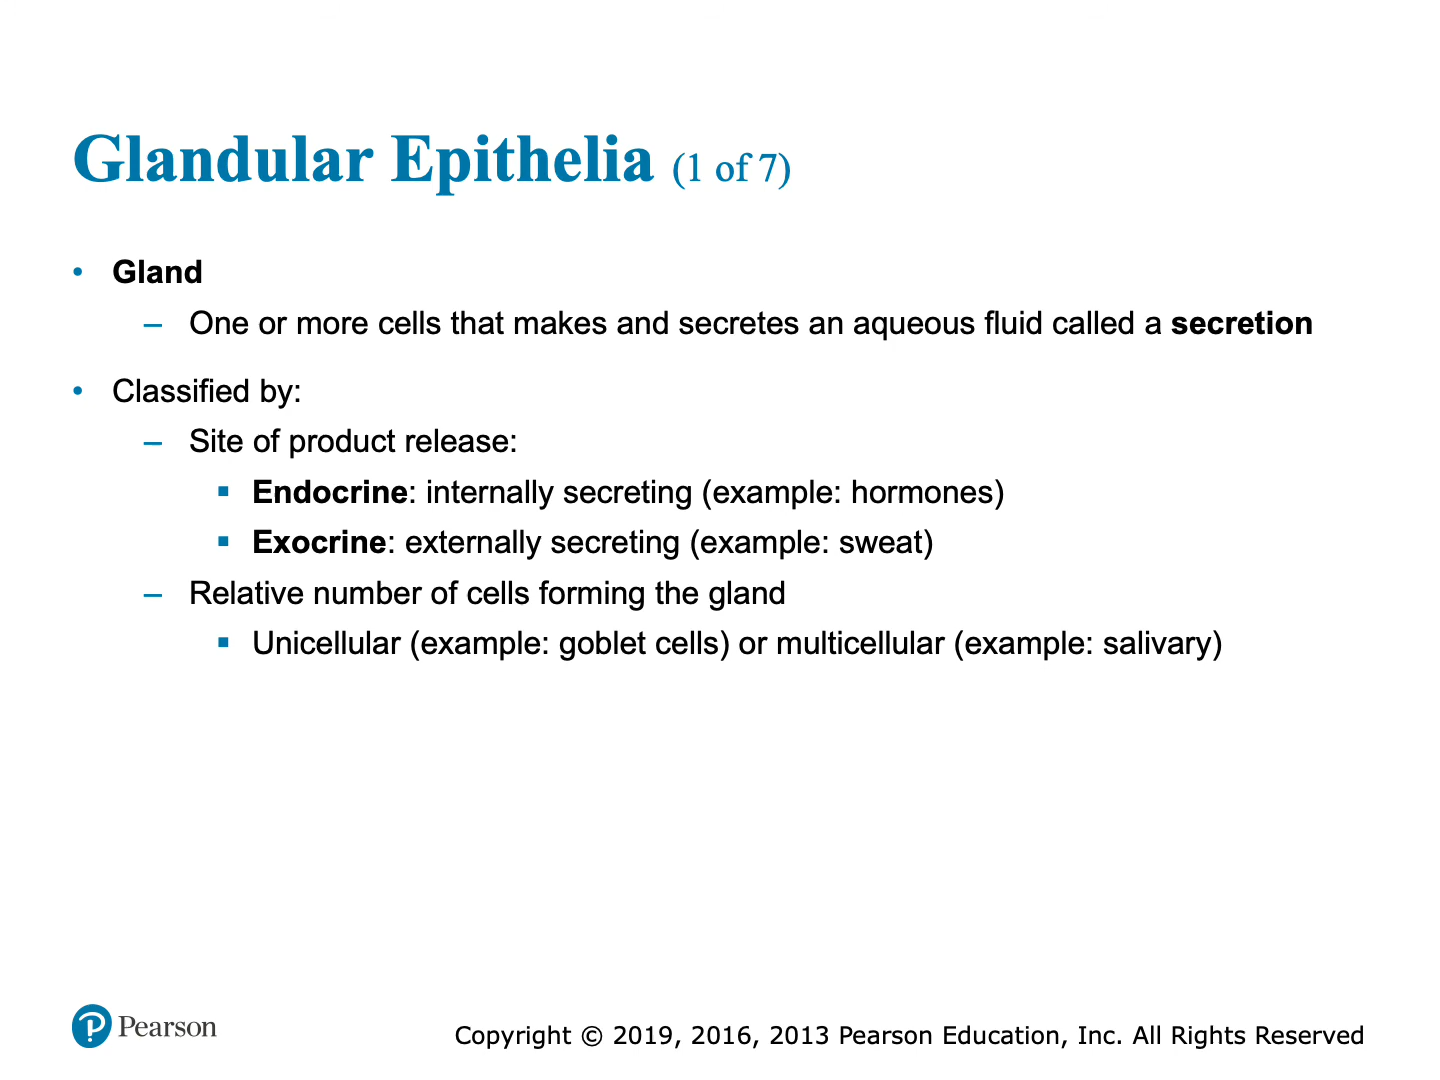 Glandular Epithelia (1 of 7)
• Gland
– One or more cells that makes and secretes an aqueous fluid called a secretion
• Classified by:
– Site of product release:
▪ Endocrine: internally secreting (example: hormones)
▪ Exocrine: externally secreting (example: sweat)
– Relative number of cells forming the gland
▪ Unicellular (example: goblet cells) or multicellular (example: salivary)
Pearson
Copyright © 2019, 2016, 2013 Pearson Education, Inc. All Rights Reserved